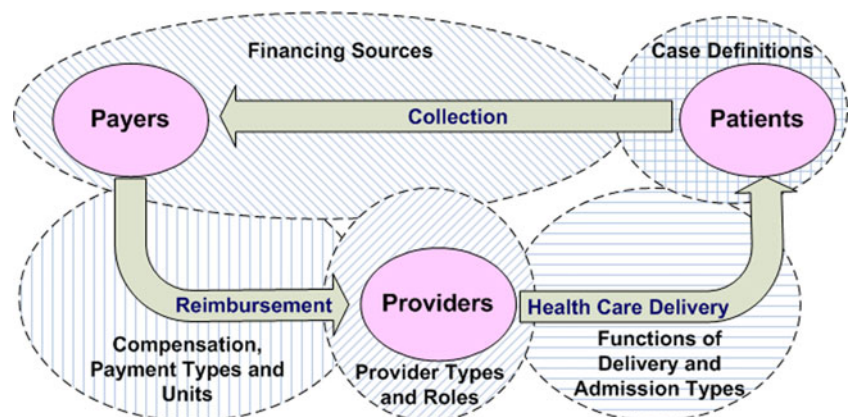 Financing Sources
Case Definitions
Payers
Collection
Patients
Reimbursement
Providers
Health Care Delivery
Compensation,
Payment Types and
Units
Provider Types
and Roles
Functions of
Delivery and
Admission Types